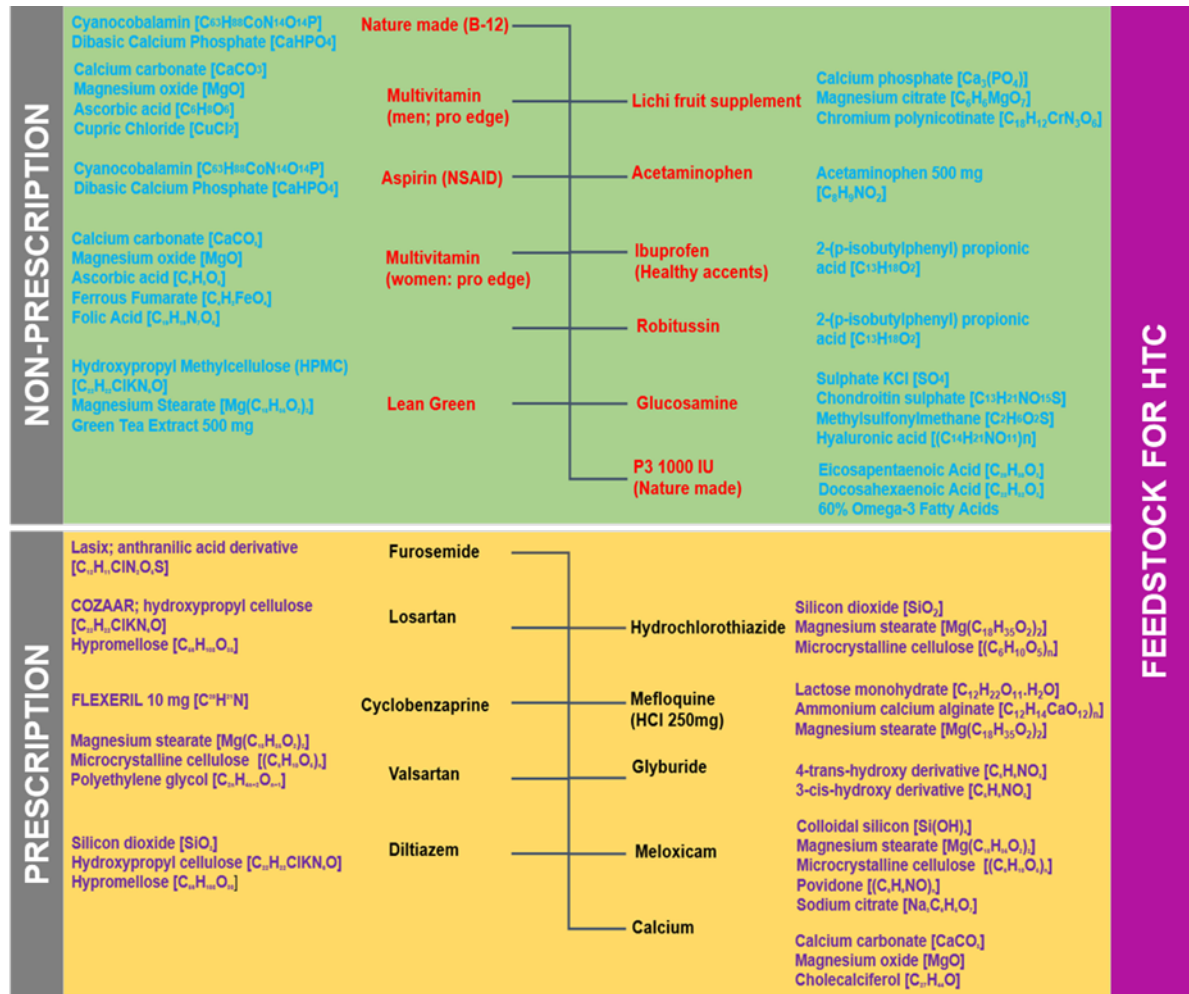 NON-PRESCRIPTION
Cyanocobalamin [C₆₃H₈₈CoN₁₄O₁₄P]
Dibasic Calcium Phosphate [CaHPO₄]
Nature made (B-12)
Calcium carbonate [CaCO₃]
Magnesium oxide [MgO]
Ascorbic acid [C₆H₈O₆]
Cupric Chloride [CuCl₂]
Multivitamin
(men; pro edge)
Cyanocobalamin [C₆₃H₈₈CoN₁₄O₁₄P]
Dibasic Calcium Phosphate [CaHPO₄]
Aspirin (NSAID)
Calcium carbonate
Magnesium oxide [MgO]
Ascorbic acid
Ferrous Fumarate
Folic Acid
Multivitamin
(women: pro edge)
Hydroxypropyl Methylcellulose (HPMC)
Magnesium Stearate
Green Tea Extract 500 mg
Lean Green
Lichi fruit supplement
Calcium phosphate [Ca₃(PO₄)]
Magnesium citrate [C₆H₆MgO₇]
Chromium polynicotinate [C₁₈H₁₂CrN₃O₆]
Acetaminophen
Acetaminophen 500 mg
[C₈H₉NO₂]
Ibuprofen
(Healthy accents)
2-(p-isobutylphenyl) propionic
acid [C₁₃H₁₈O₂]
Robitussin
2-(p-isobutylphenyl) propionic
acid [C₁₃H₁₈O₂]
Glucosamine
Sulphate KCl [SO₄]
Chondroitin sulphate [C₁₃H₂₁NO₁₅S]
Methylsulfonylmethane [C₂H₆O₂S]
Hyaluronic acid [(C₁₄H₂₁NO₁₁)n]
P3 1000 IU
(Nature made)
Eicosapentaenoic Acid
Docosahexaenoic Acid
60% Omega-3 Fatty Acids
PRESCRIPTION
Lasix; anthranilic acid derivative
Furosemide
COZAAR; hydroxypropyl cellulose
Hypromellose
Losartan
FLEXERIL 10 mg
Cyclobenzaprine
Magnesium stearate
Microcrystalline cellulose
Polyethylene glycol
Valsartan
Silicon dioxide
Hydroxypropyl cellulose
Hypromellose
Diltiazem
Hydrochlorothiazide
Silicon dioxide [SiO₂]
Magnesium stearate [Mg(C₁₈H₃₅O₂)₂]
Microcrystalline cellulose [(C₆H₁₀O₅)ₙ]
Mefloquine
(HCl 250mg)
Lactose monohydrate [C₁₂H₂₂O₁₁.H₂O]
Ammonium calcium alginate [C₁₂H₁₄CaO₁₂)ₙ]
Magnesium stearate [Mg(C₁₈H₃₅O₂)₂]
Glyburide
4-trans-hydroxy derivative
3-cis-hydroxy derivative
Meloxicam
Colloidal silicon
Magnesium stearate
Microcrystalline cellulose
Povidone
Sodium citrate
Calcium
Calcium carbonate
Magnesium oxide [MgO]
Cholecalciferol
FEEDSTOCK FOR HTC